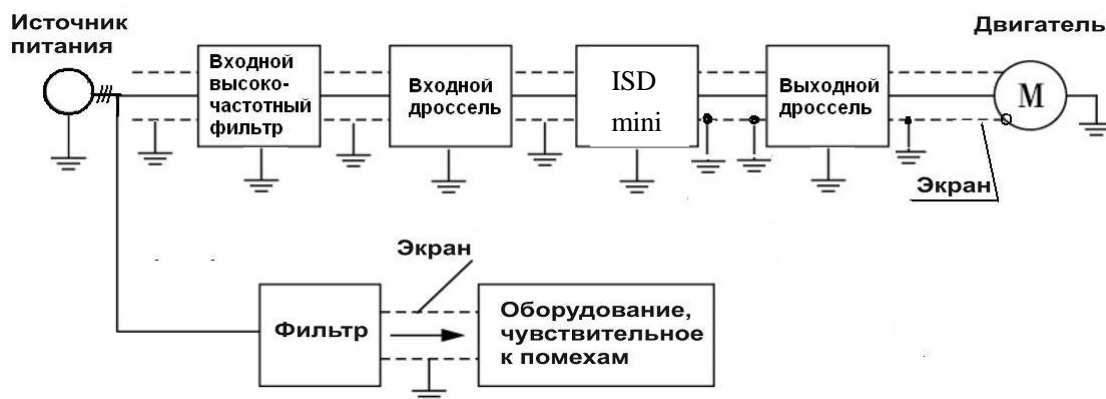 Источник
питания
Входной
высоко-
частотный
фильтр
Входной
дроссель
ISD
mini
Выходной
дроссель
Двигатель
М
Экран
Экран
Фильтр
Оборудование,
чувствительное
к помехам